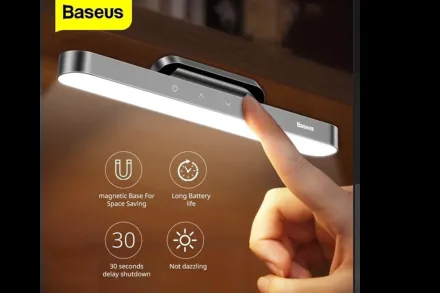 Baseus
Baseus
magnetic Base For
Space Saving
Long Battery
life
30
30 seconds
delay shutdown
Not dazzling